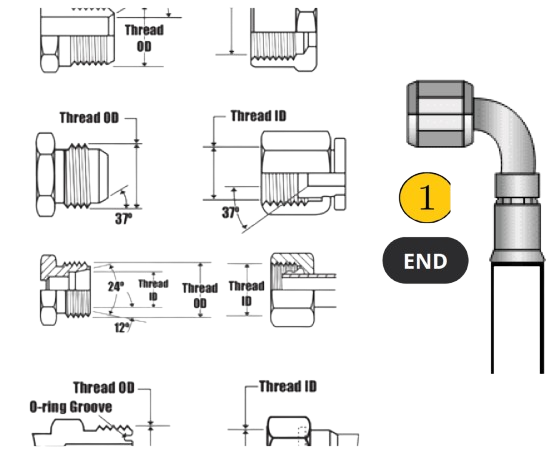 Thread
OD
Thread OD
37°
Thread ID
37°
24°
12°
Thread
ID
Thread
OD
Thread
ID
Thread OD
O-ring Groove
Thread ID
1
END